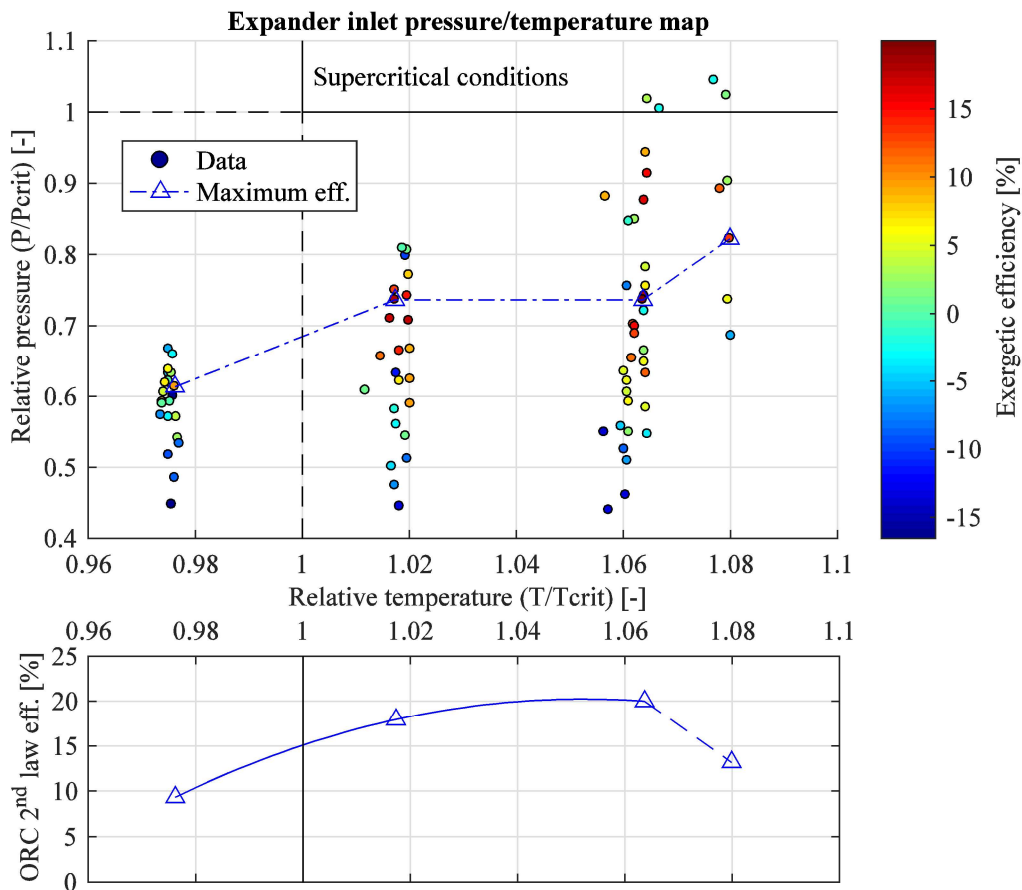 Expander inlet pressure/temperature map
1.1
1
0.9
0.8
0.7
0.6
0.5
0.4
Relative pressure (P/Pcrit) [-]
Supercritical conditions
Data
Maximum eff.
0.96 0.98 1 1.02 1.04 1.06 1.08 1.1
Relative temperature (T/Tcrit) [-]
15
10
5
0
-5
-10
-15
Exergetic efficiency [%]
0.96 0.98 1 1.02 1.04 1.06 1.08 1.1
25
20
15
10
5
0
ORC 2nd law eff. [%]